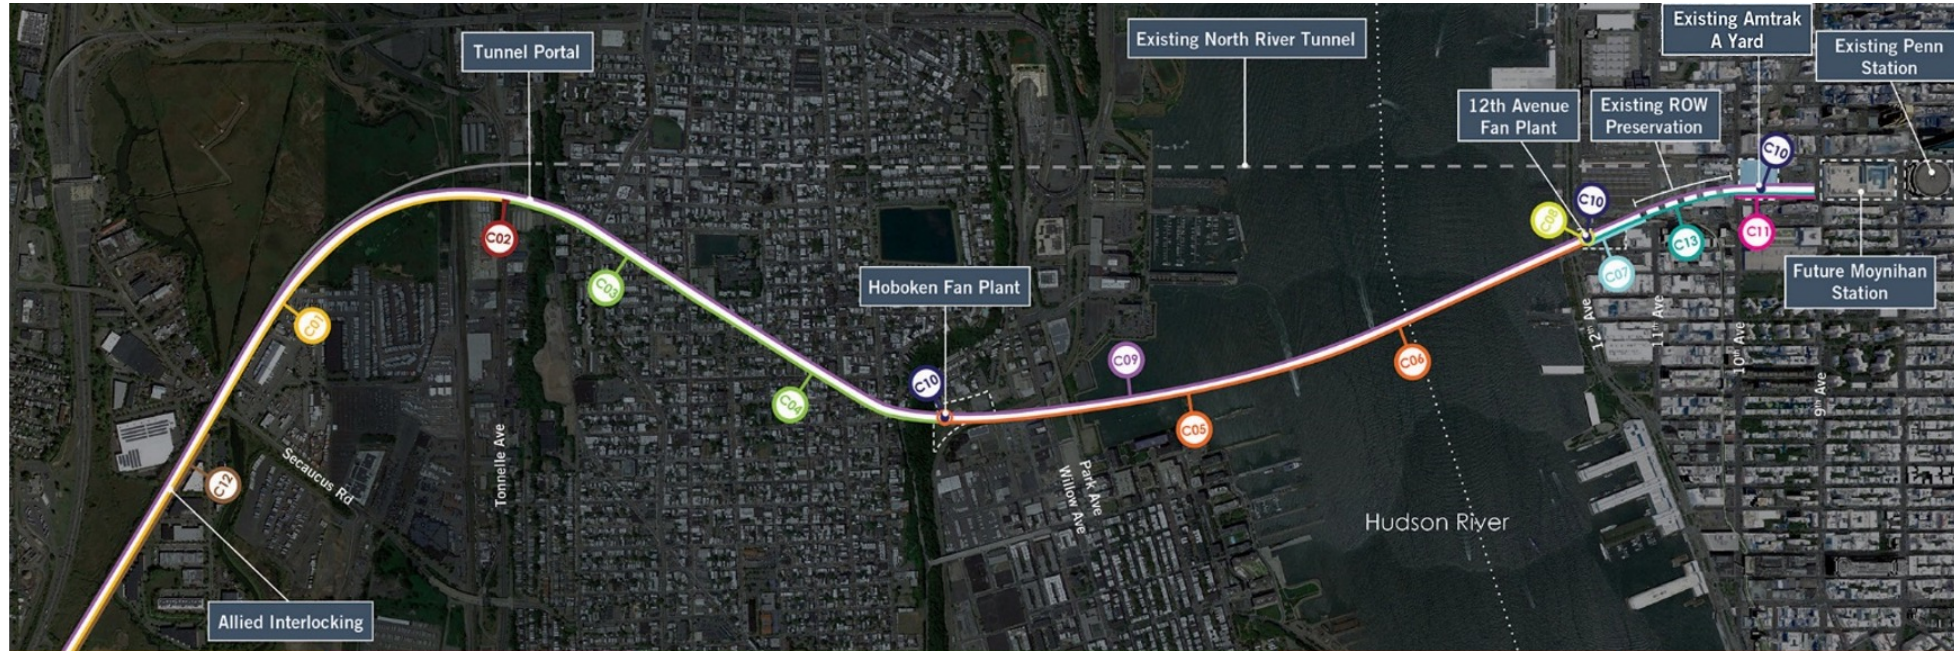 Tunnel Portal
Existing North River Tunnel
Existing Amtrak
A Yard
Existing Penn
Station
12th Avenue
Fan Plant
Existing ROW
Preservation
C10
C10
C08
C02
C13
C11
C07
C03
Hoboken Fan Plant
Future Moynihan
Station
C01
12th Ave
11th Ave
10th Ave
9th Ave
C09
C06
C10
C04
C05
Secaucus Rd
Tonnelle Ave
C12
Park Ave
Willow Ave
Hudson River
Allied Interlocking